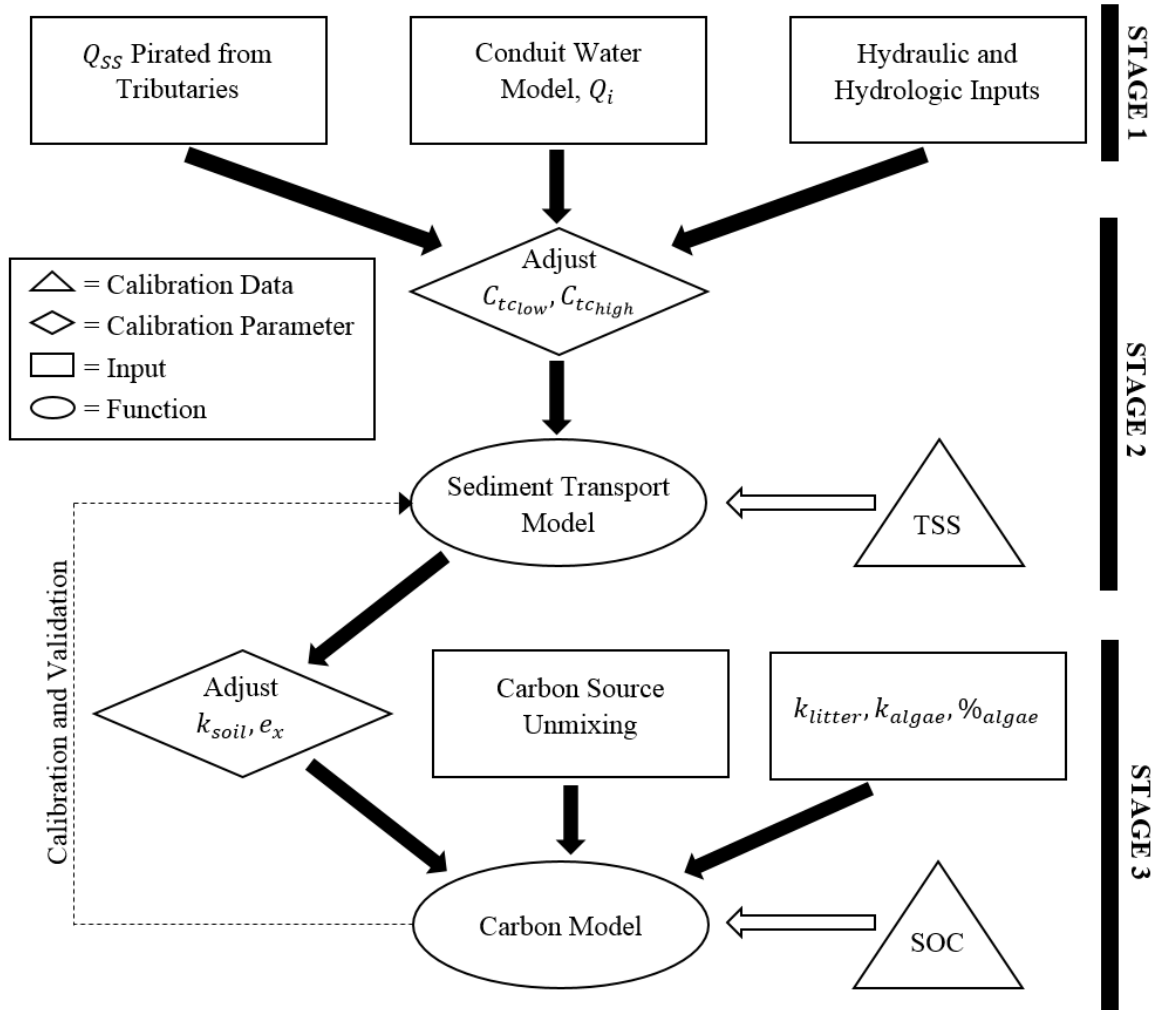 Q_SS Pirated from
Tributaries
Conduit Water
Model, Q_i
Hydraulic and
Hydrologic Inputs
STAGE 1
Adjust
C_tc_low, C_tc_high
= Calibration Data
= Calibration Parameter
= Input
= Function
STAGE 2
Sediment Transport
Model
TSS
Calibration and Validation
Adjust
k_soil, e_x
Carbon Source
Unmixing
k_litter, k_algae, %_algae
STAGE 3
Carbon Model
SOC